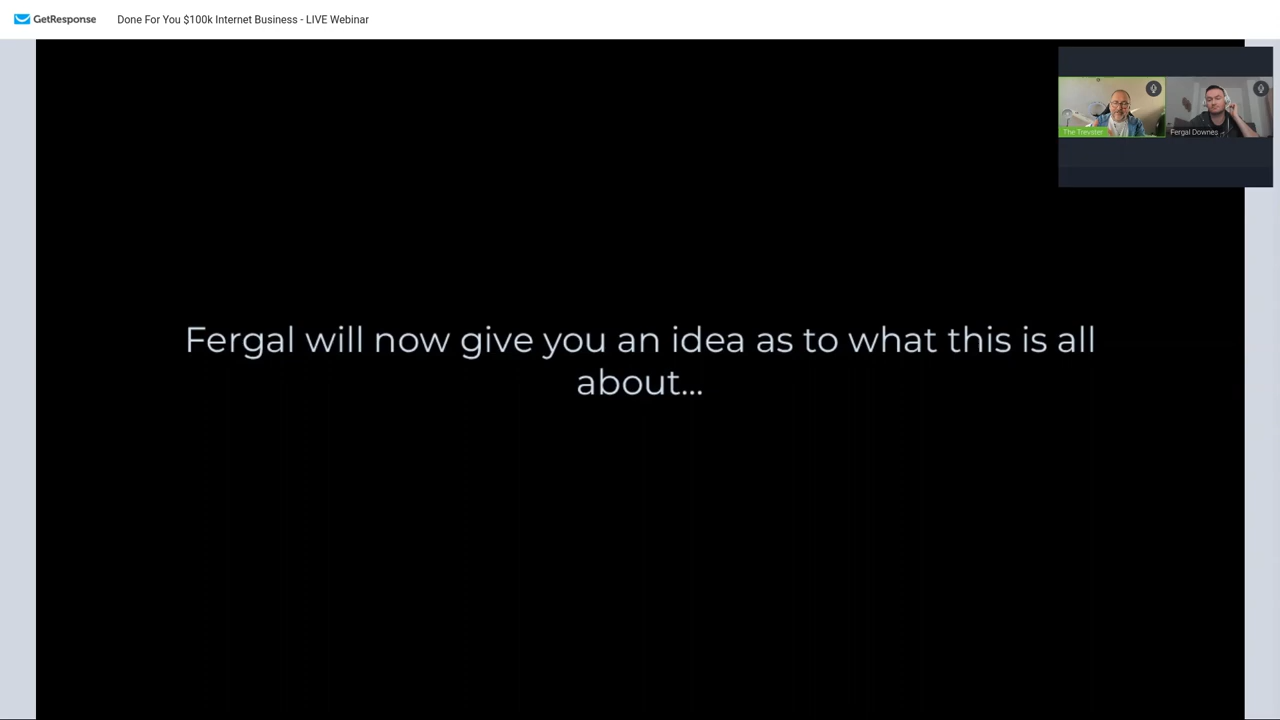 GetResponse
Done For You $100k Internet Business - LIVE Webinar
The Trevster
Fergal Downes
Fergal will now give you an idea as to what this is all
about...